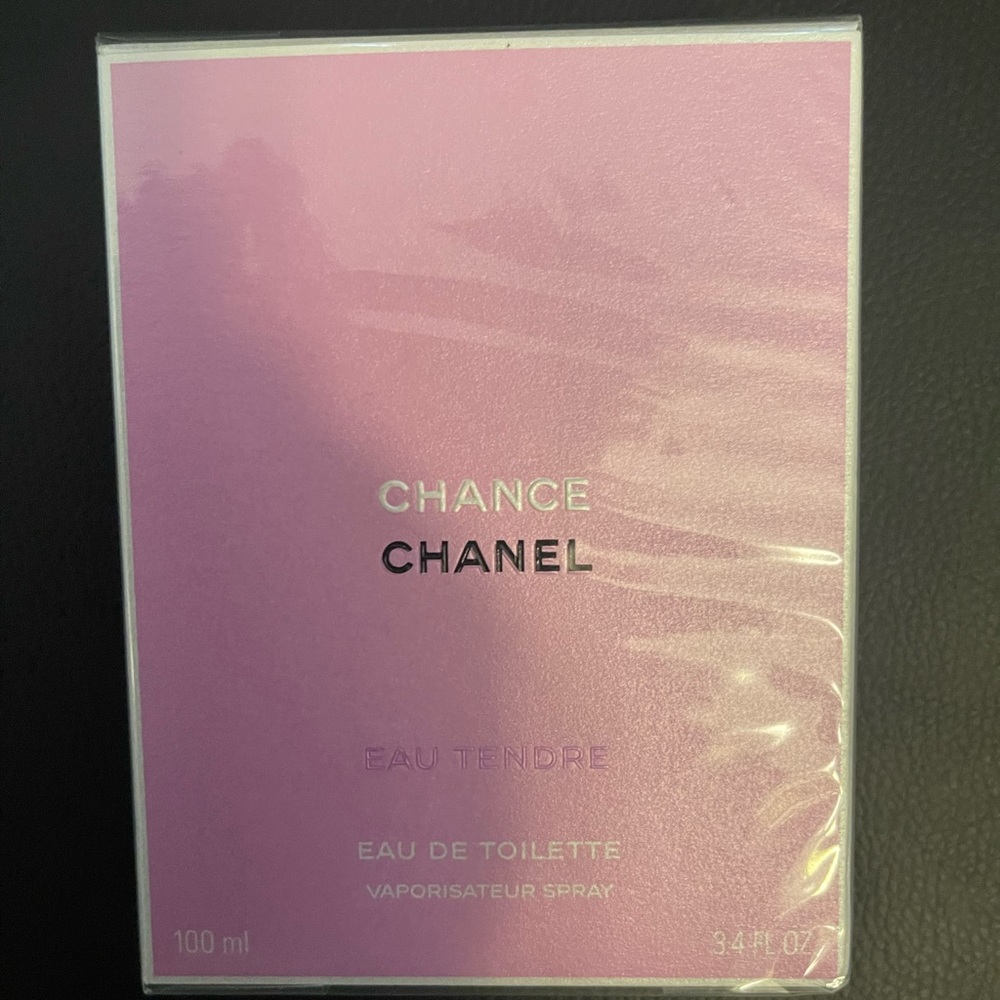 CHANCE
CHANEL
EAU TENDRE
EAU DE TOILETTE
VAPORISATEUR SPRAY
100 ml
3.4 FL.OZ